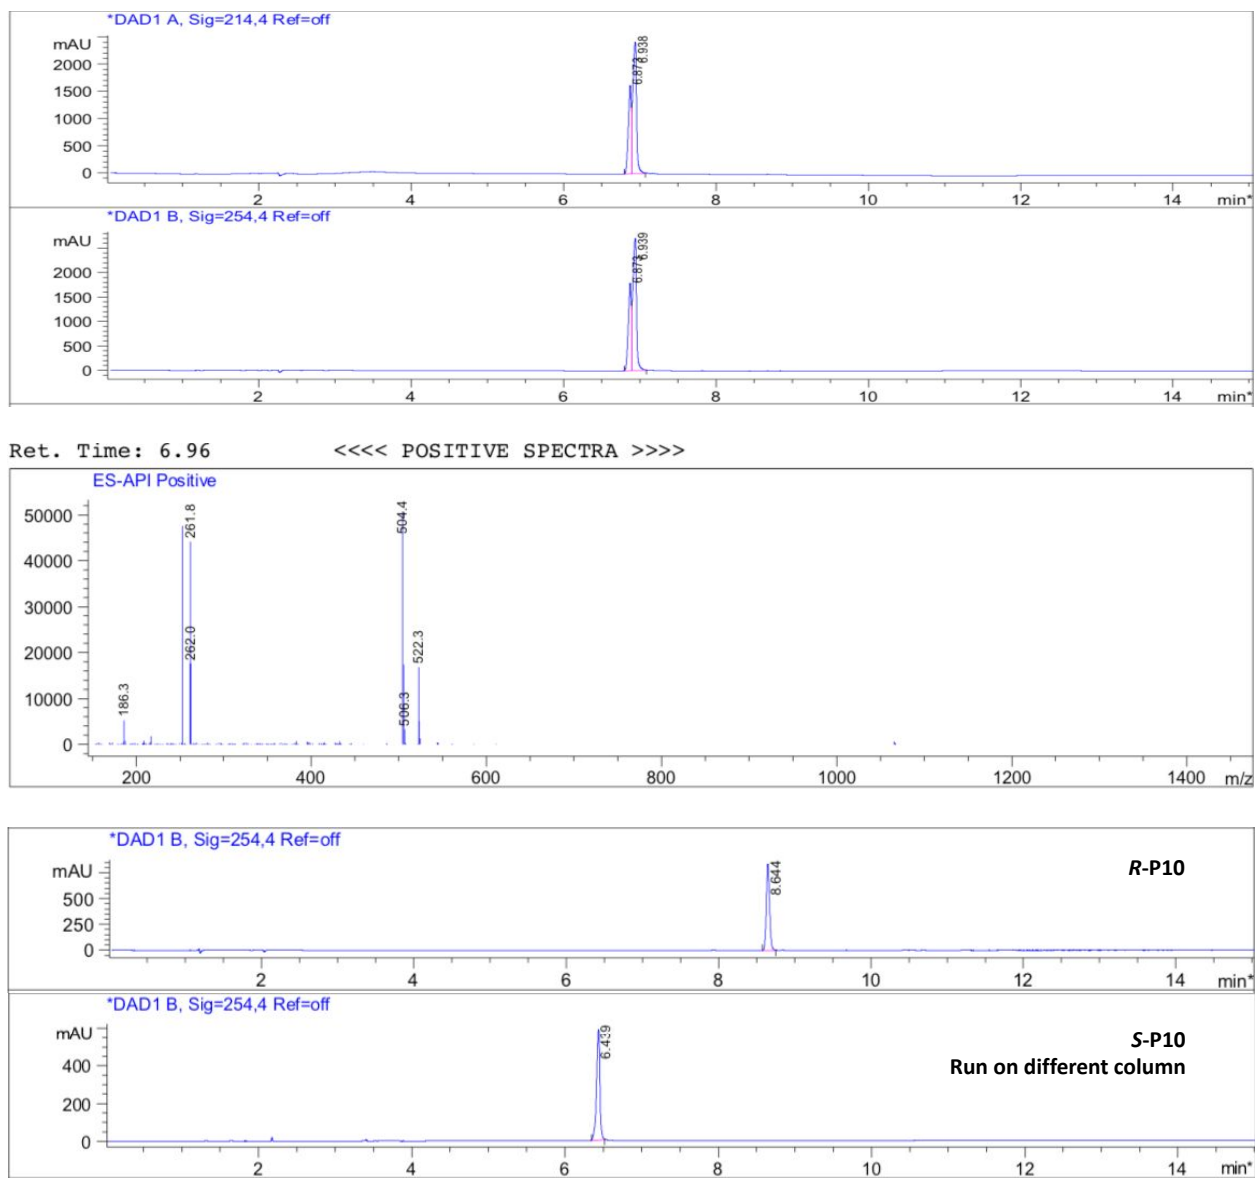 *DAD1 A, Sig=214,4 Ref=off
mAU
2000
1500
1000
500
0
6.873
6.938
2 4 6 8 10 12 14 min*
*DAD1 B, Sig=254,4 Ref=off
mAU
2000
1500
1000
500
0
6.873
6.939
2 4 6 8 10 12 14 min*
Ret. Time: 6.96 <<<< POSITIVE SPECTRA >>>>
ES-API Positive
50000
40000
30000
20000
10000
0
186.3
261.8
262.0
504.4
506.3
522.3
200 400 600 800 1000 1200 1400 m/z
*DAD1 B, Sig=254,4 Ref=off
mAU
500
250
0
8.644
R-P10
2 4 6 8 10 12 14 min*
*DAD1 B, Sig=254,4 Ref=off
mAU
400
200
0
6.439
S-P10
Run on different column
2 4 6 8 10 12 14 min*